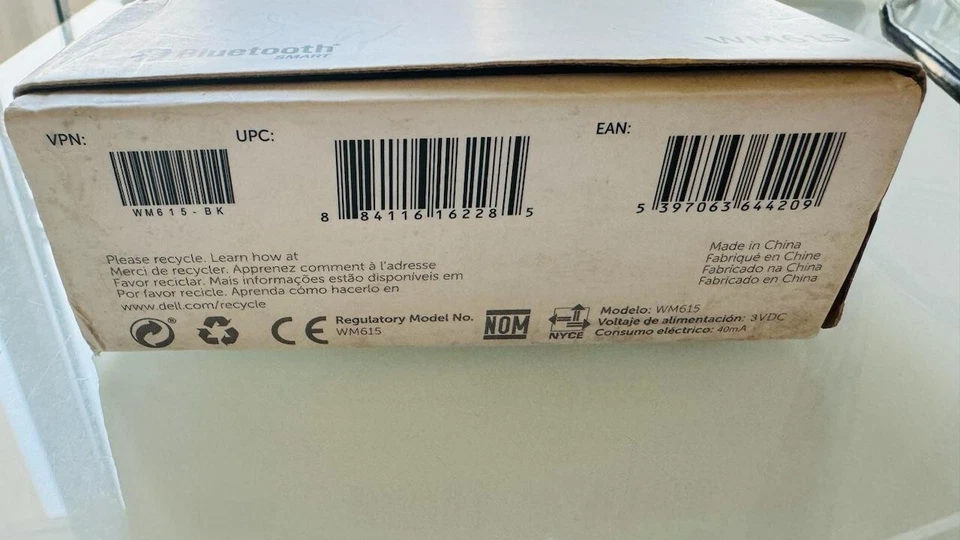 Bluetooth WM615
SMART
VPN: UPC: EAN:
WM615-BK
8 84116 16228 5
5 397063 644209
Please recycle. Learn how at
Merci de recycler. Apprenez comment à l'adresse
Favor reciclar. Mais informações estão disponíveis em
Por favor recicle. Aprenda cómo hacerlo en
www.dell.com/recycle
Made in China
Fabriqué en Chine
Fabricado na China
Fabricado en China
®
CE
Regulatory Model No.
WM615
NOM
NYCE
Modelo: WM615
Voltaje de alimentación: 3VDC
Consumo eléctrico: 40mA